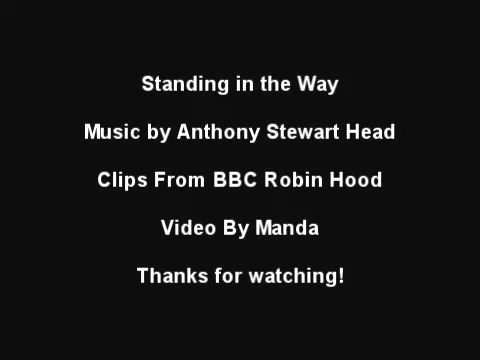 Standing in the Way
Music by Anthony Stewart Head
Clips From BBC Robin Hood
Video By Manda
Thanks for watching!